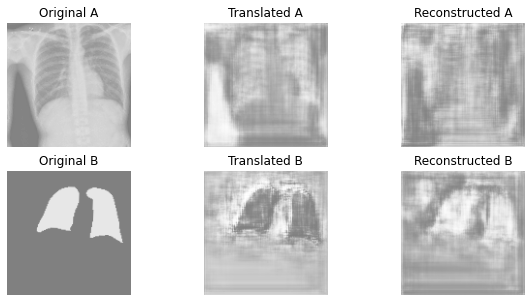 Original A
Translated A
Reconstructed A
Original B
Translated B
Reconstructed B